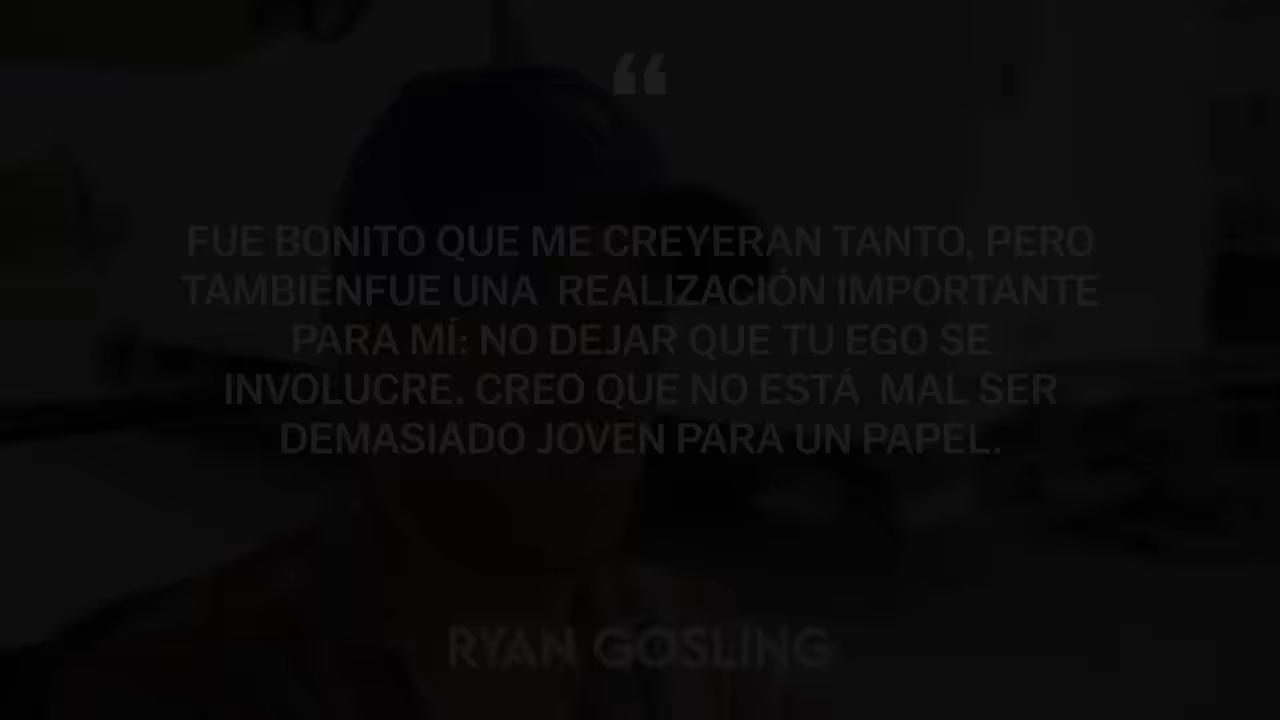 “
FUE BONITO QUE ME CREYERAN TANTO, PERO
TAMBIÉNFUE UNA REALIZACIÓN IMPORTANTE
PARA MÍ: NO DEJAR QUE TU EGO SE
INVOLUCRE. CREO QUE NO ESTÁ MAL SER
DEMASIADO JOVEN PARA UN PAPEL.
RYAN GOSLING